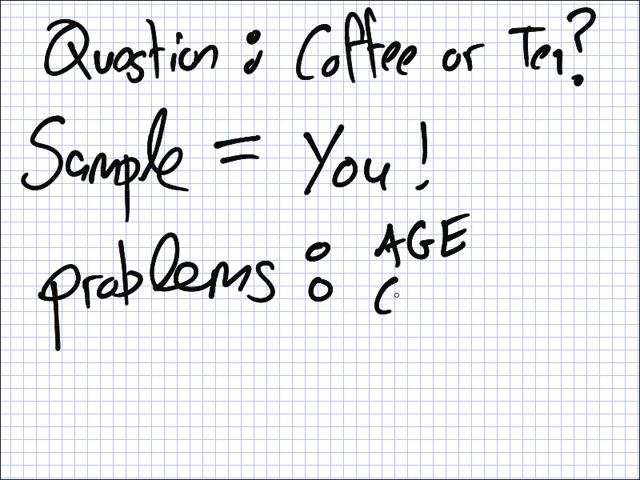 Question : Coffee or Tea?
Sample = You !
problems : AGE
C